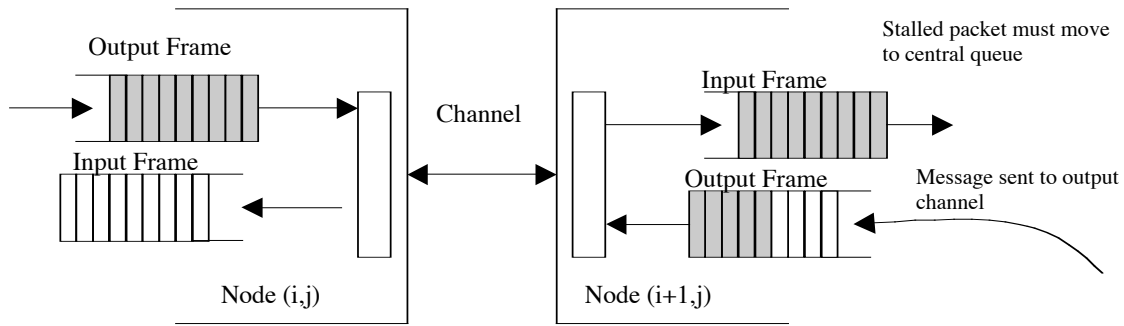 Output Frame
Input Frame
Node (i,j)
Channel
Stalled packet must move
to central queue
Input Frame
Output Frame
Message sent to output
channel
Node (i+1,j)